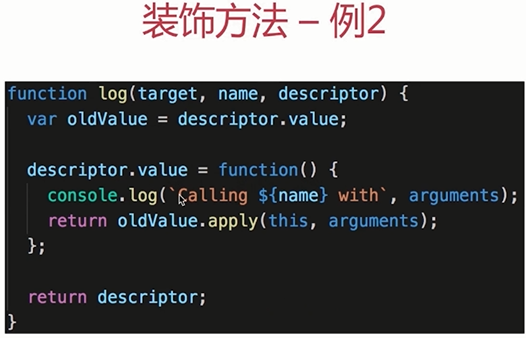 装饰方法 – 例2
function log(target, name, descriptor) {
  var oldValue = descriptor.value;

  descriptor.value = function() {
    console.log(`Calling ${name} with`, arguments);
    return oldValue.apply(this, arguments);
  };

  return descriptor;
}